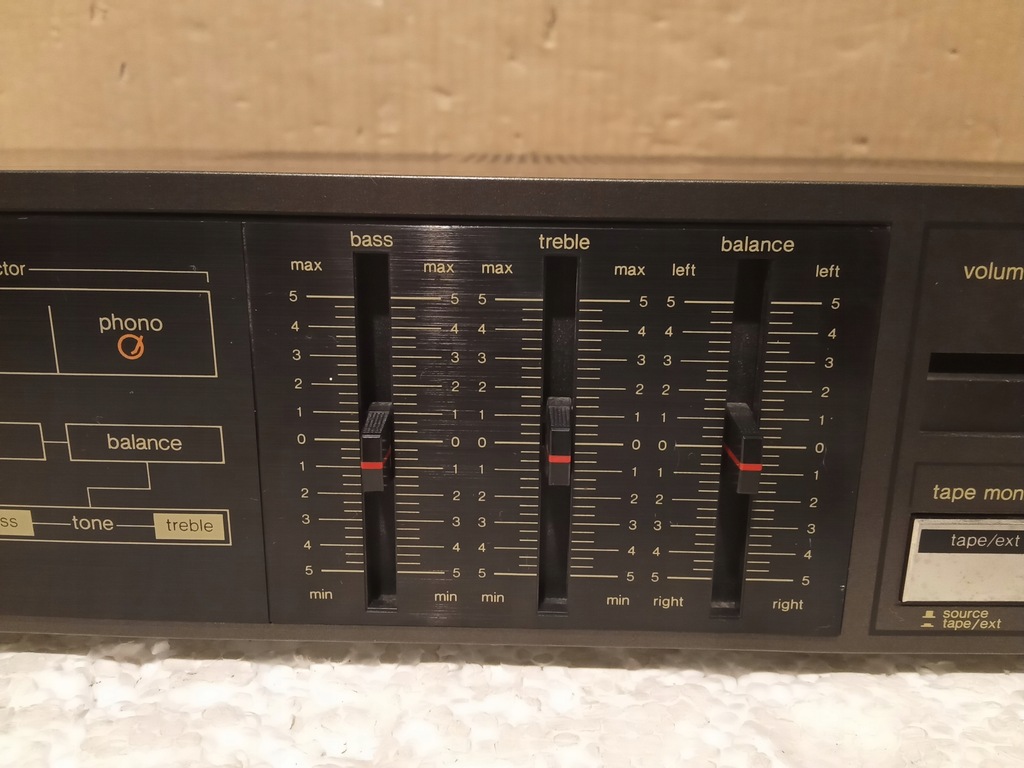 bass treble balance
max max max max left left
5 5 5 5 5 5
4 4 4 4 4 4
3 3 3 3 3 3
2 2 2 2 2 2
1 1 1 1 1 1
0 0 0 0 0 0
1 1 1 1 1 1
2 2 2 2 2 2
3 3 3 3 3 3
4 4 4 4 4 4
5 5 5 5 5 5
min min min min right right
ctor
phono
balance
ss tone treble
volum
tape mon
tape/ext
source
tape/ext